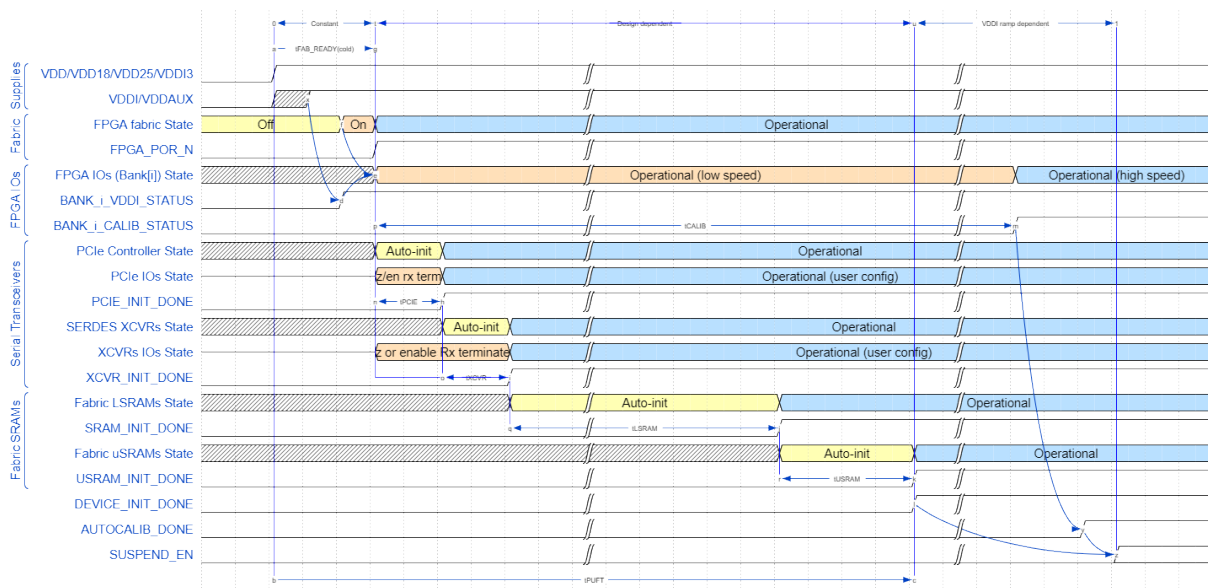 Constant
Design dependent
VDDI ramp dependent
tFAB_READY(cold)
Supplies
VDD/VDD18/VDD25/VDDI3
VDDI/VDDAUX
Fabric
FPGA fabric State
Off
On
Operational
FPGA_POR_N
FPGA IOs
FPGA IOs (Bank[i]) State
Operational (low speed)
Operational (high speed)
BANK_i_VDDI_STATUS
BANK_i_CALIB_STATUS
tCALIB
Serial Transceivers
PCIe Controller State
Auto-init
Operational
PCIe IOs State
z/en rx term
Operational (user config)
PCIE_INIT_DONE
tPCIE
SERDES XCVRs State
Auto-init
Operational
XCVRs IOs State
z or enable Rx terminate
Operational (user config)
XCVR_INIT_DONE
tXCVR
Fabric SRAMs
Fabric LSRAMs State
Auto-init
Operational
SRAM_INIT_DONE
tLSRAM
Fabric uSRAMs State
Auto-init
Operational
USRAM_INIT_DONE
tUSRAM
DEVICE_INIT_DONE
AUTOCALIB_DONE
SUSPEND_EN
b
tPUFT
c